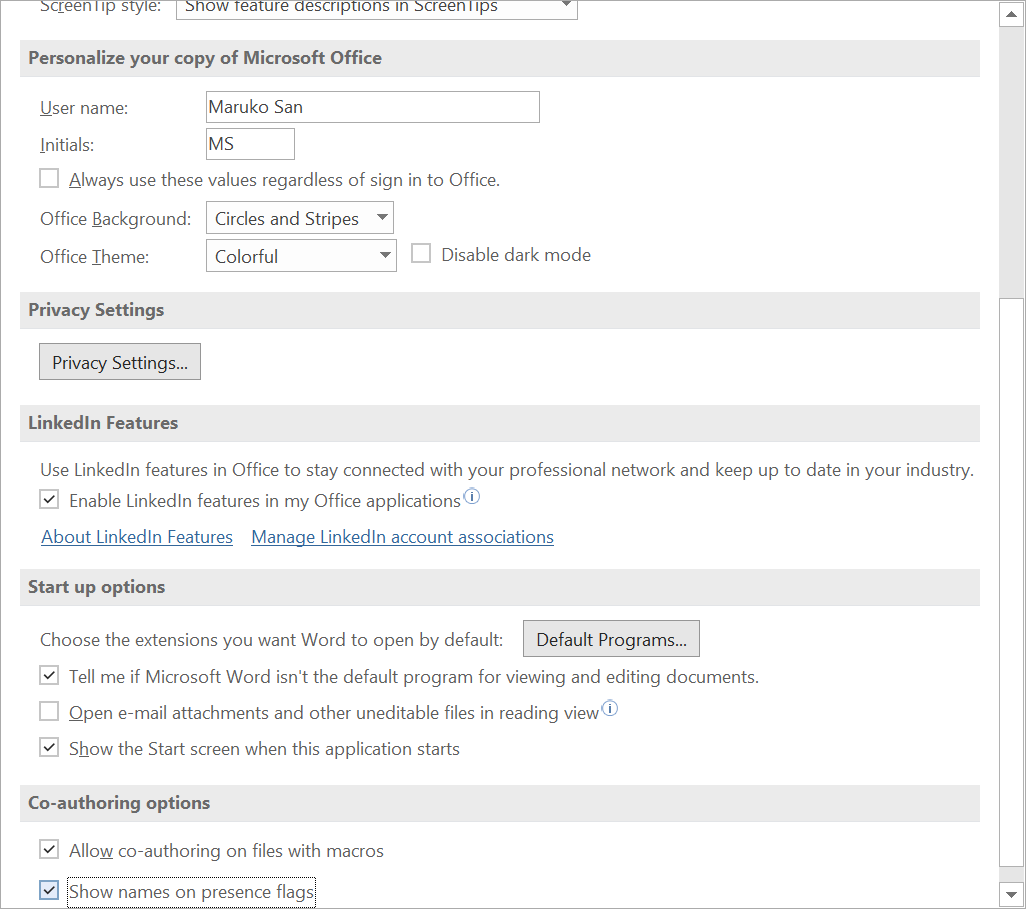 ScreenTip style: Show feature descriptions in ScreenTips
Personalize your copy of Microsoft Office
User name: Maruko San
Initials: MS
Always use these values regardless of sign in to Office.
Office Background: Circles and Stripes
Office Theme: Colorful Disable dark mode
Privacy Settings
Privacy Settings...
LinkedIn Features
Use LinkedIn features in Office to stay connected with your professional network and keep up to date in your industry.
Enable LinkedIn features in my Office applications
About LinkedIn Features Manage LinkedIn account associations
Start up options
Choose the extensions you want Word to open by default: Default Programs...
Tell me if Microsoft Word isn't the default program for viewing and editing documents.
Open e-mail attachments and other uneditable files in reading view
Show the Start screen when this application starts
Co-authoring options
Allow co-authoring on files with macros
Show names on presence flags